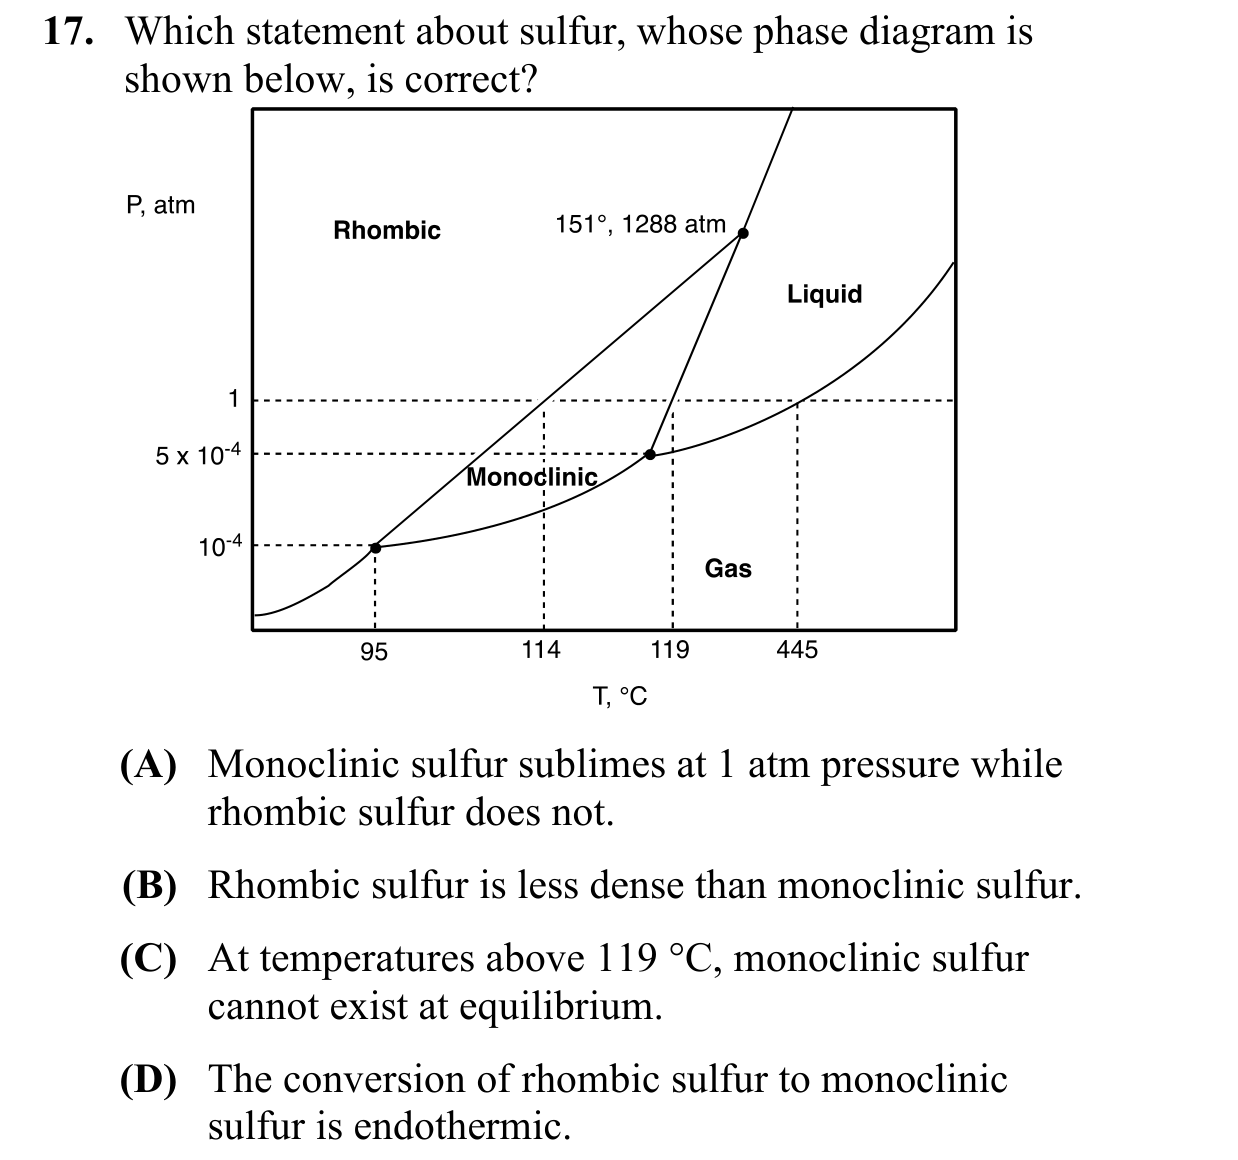 17. Which statement about sulfur, whose phase diagram is
shown below, is correct?
P, atm
Rhombic
151°, 1288 atm
Liquid
1
5 x 10-4
Monoclinic
10-4
Gas
95
114
119
445
T, °C
(A) Monoclinic sulfur sublimes at 1 atm pressure while
rhombic sulfur does not.
(B) Rhombic sulfur is less dense than monoclinic sulfur.
(C) At temperatures above 119 °C, monoclinic sulfur
cannot exist at equilibrium.
(D) The conversion of rhombic sulfur to monoclinic
sulfur is endothermic.